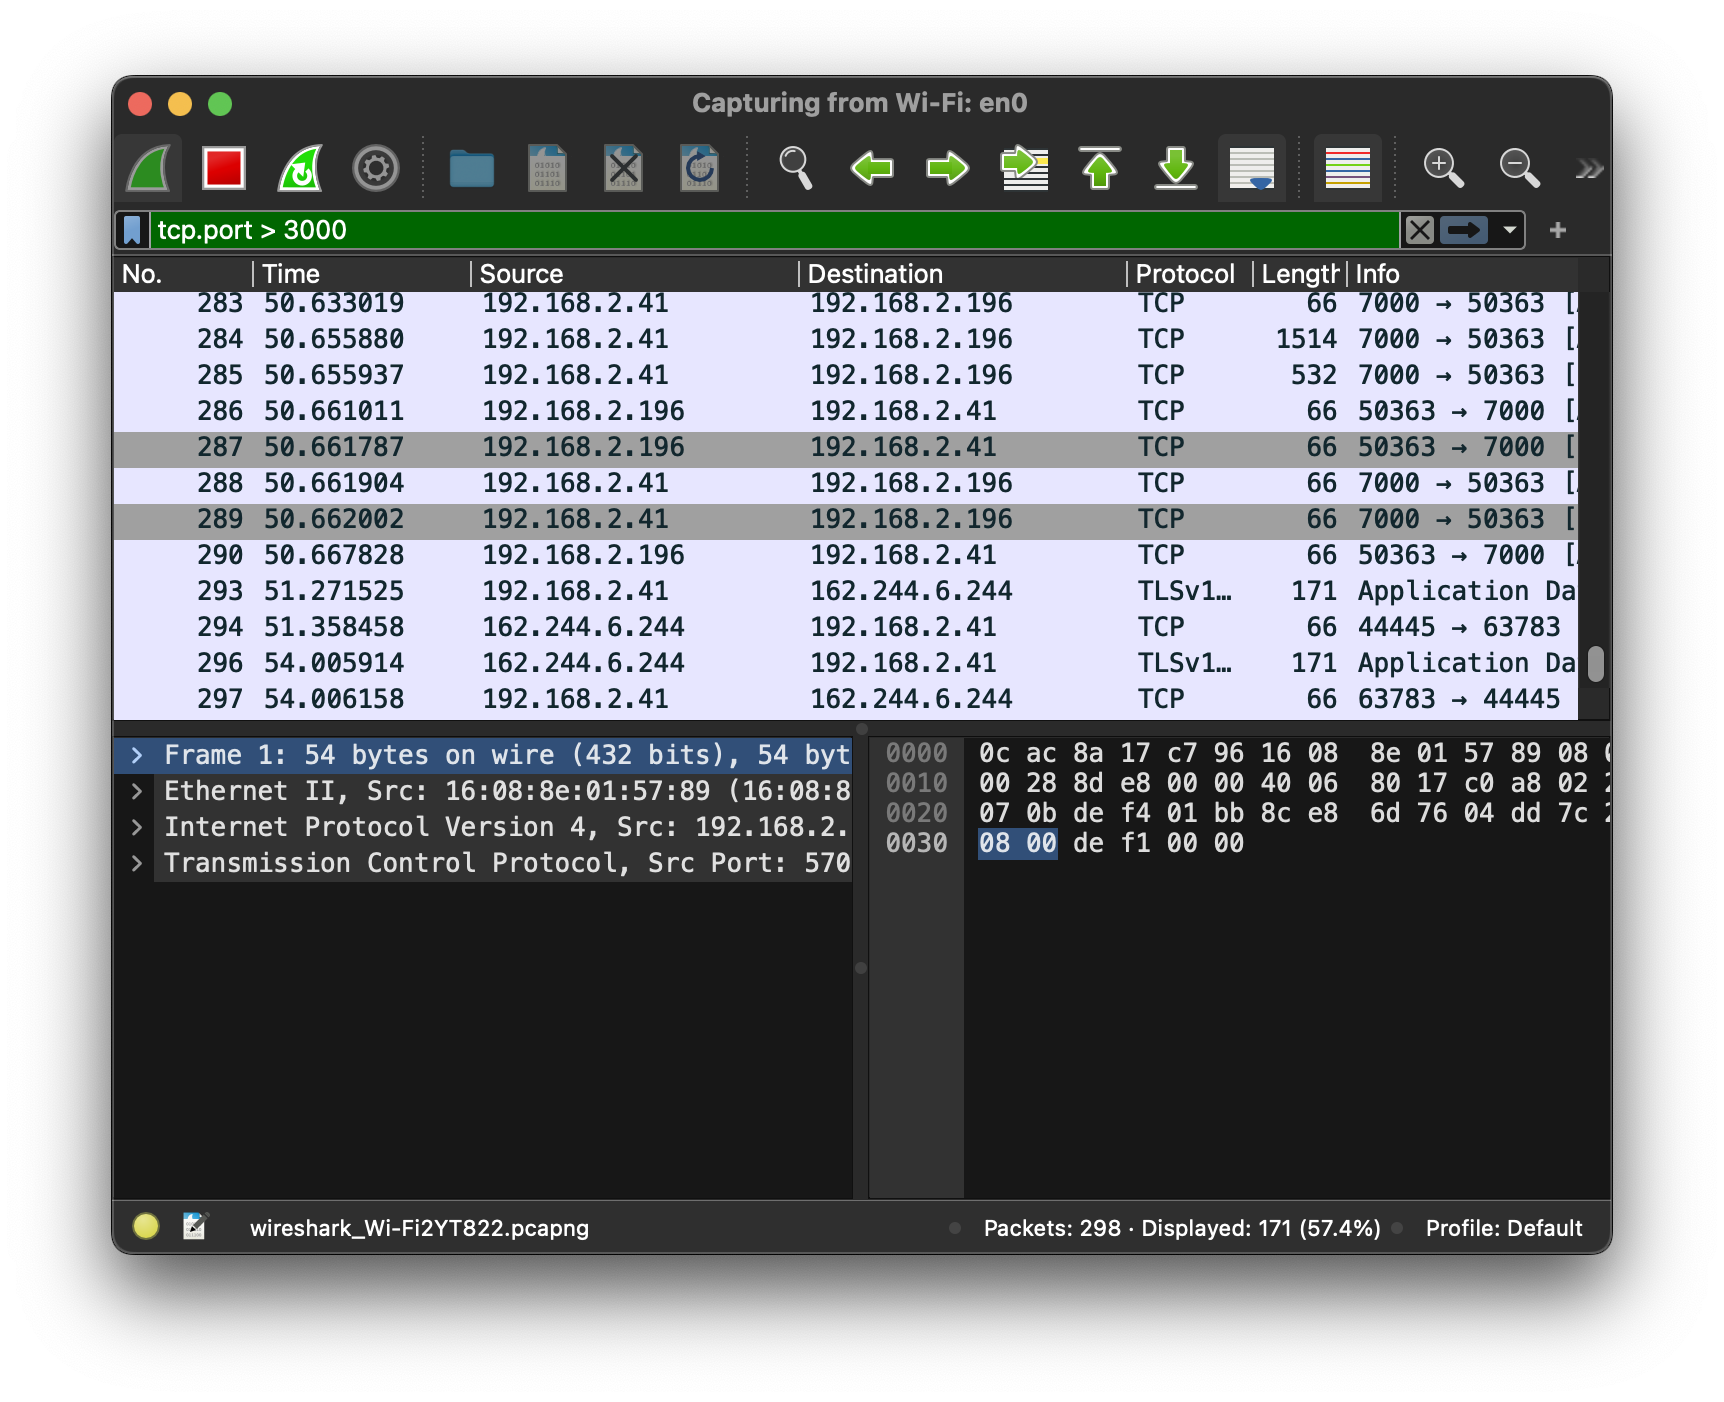 Capturing from Wi-Fi: en0
tcp.port > 3000
No. Time Source Destination Protocol Length Info
283 50.633019 192.168.2.41 192.168.2.196 TCP 66 7000 → 50363 [
284 50.655880 192.168.2.41 192.168.2.196 TCP 1514 7000 → 50363 [
285 50.655937 192.168.2.41 192.168.2.196 TCP 532 7000 → 50363 [
286 50.661011 192.168.2.196 192.168.2.41 TCP 66 50363 → 7000 [
287 50.661787 192.168.2.196 192.168.2.41 TCP 66 50363 → 7000 [
288 50.661904 192.168.2.41 192.168.2.196 TCP 66 7000 → 50363 [
289 50.662002 192.168.2.41 192.168.2.196 TCP 66 7000 → 50363 [
290 50.667828 192.168.2.196 192.168.2.41 TCP 66 50363 → 7000 [
293 51.271525 192.168.2.41 162.244.6.244 TLSv1… 171 Application Da
294 51.358458 162.244.6.244 192.168.2.41 TCP 66 44445 → 63783
296 54.005914 162.244.6.244 192.168.2.41 TLSv1… 171 Application Da
297 54.006158 192.168.2.41 162.244.6.244 TCP 66 63783 → 44445
Frame 1: 54 bytes on wire (432 bits), 54 byt
Ethernet II, Src: 16:08:8e:01:57:89 (16:08:8
Internet Protocol Version 4, Src: 192.168.2.
Transmission Control Protocol, Src Port: 570
0000 0c ac 8a 17 c7 96 16 08 8e 01 57 89 08
0010 00 28 8d e8 00 00 40 06 80 17 c0 a8 02
0020 07 0b de f4 01 bb 8c e8 6d 76 04 dd 7c
0030 08 00 de f1 00 00
wireshark_Wi-Fi2YT822.pcapng
Packets: 298 · Displayed: 171 (57.4%)
Profile: Default